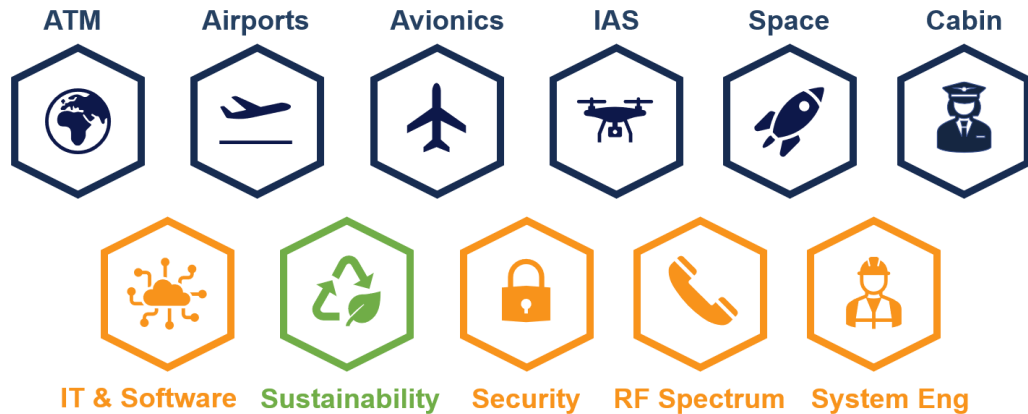 ATM Airports Avionics IAS Space Cabin
IT & Software Sustainability Security RF Spectrum System Eng